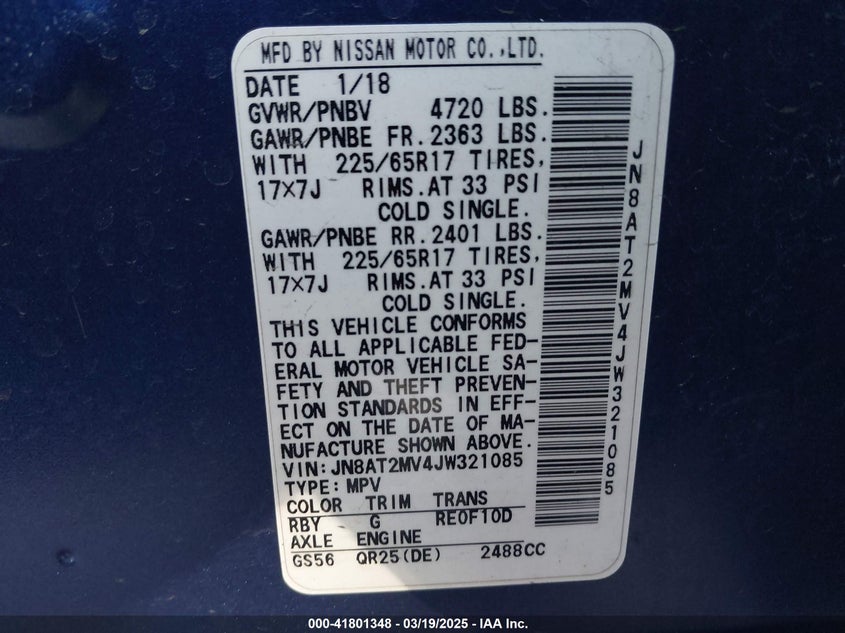 MFD BY NISSAN MOTOR CO.,LTD.
DATE 1/18
GVWR/PNBV 4720 LBS.
GAWR/PNBE FR.2363 LBS.
WITH 225/65R17 TIRES,
17×7J RIMS.AT 33 PSI
COLD SINGLE.
GAWR/PNBE RR.2401 LBS.
WITH 225/65R17 TIRES,
17×7J RIMS.AT 33 PSI
COLD SINGLE.
THIS VEHICLE CONFORMS
TO ALL APPLICABLE FED-
ERAL MOTOR VEHICLE SA-
FETY AND THEFT PREVEN-
TION STANDARDS IN EFF-
ECT ON THE DATE OF MA-
NUFACTURE SHOWN ABOVE.
VIN:JN8AT2MV4JW321085
TYPE:MPV
COLOR TRIM TRANS
RBY G RE0F10D
AXLE ENGINE
GS56 QR25(DE) 2488CC
JN8AT2MV4JW321085
000-41801348 - 03/19/2025 - IAA Inc.